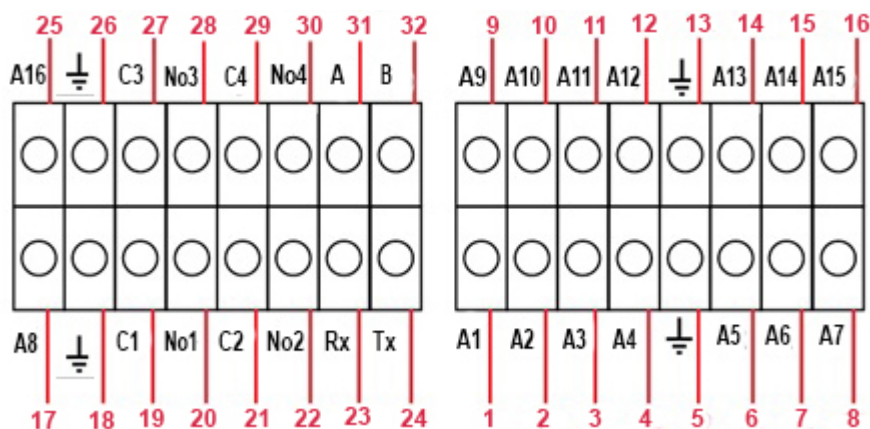 25 26 27 28 29 30 31 32 9 10 11 12 13 14 15 16
A16 C3 No3 C4 No4 A B A9 A10 A11 A12 A13 A14 A15
A8 C1 No1 C2 No2 Rx Tx A1 A2 A3 A4 A5 A6 A7
17 18 19 20 21 22 23 24 1 2 3 4 5 6 7 8